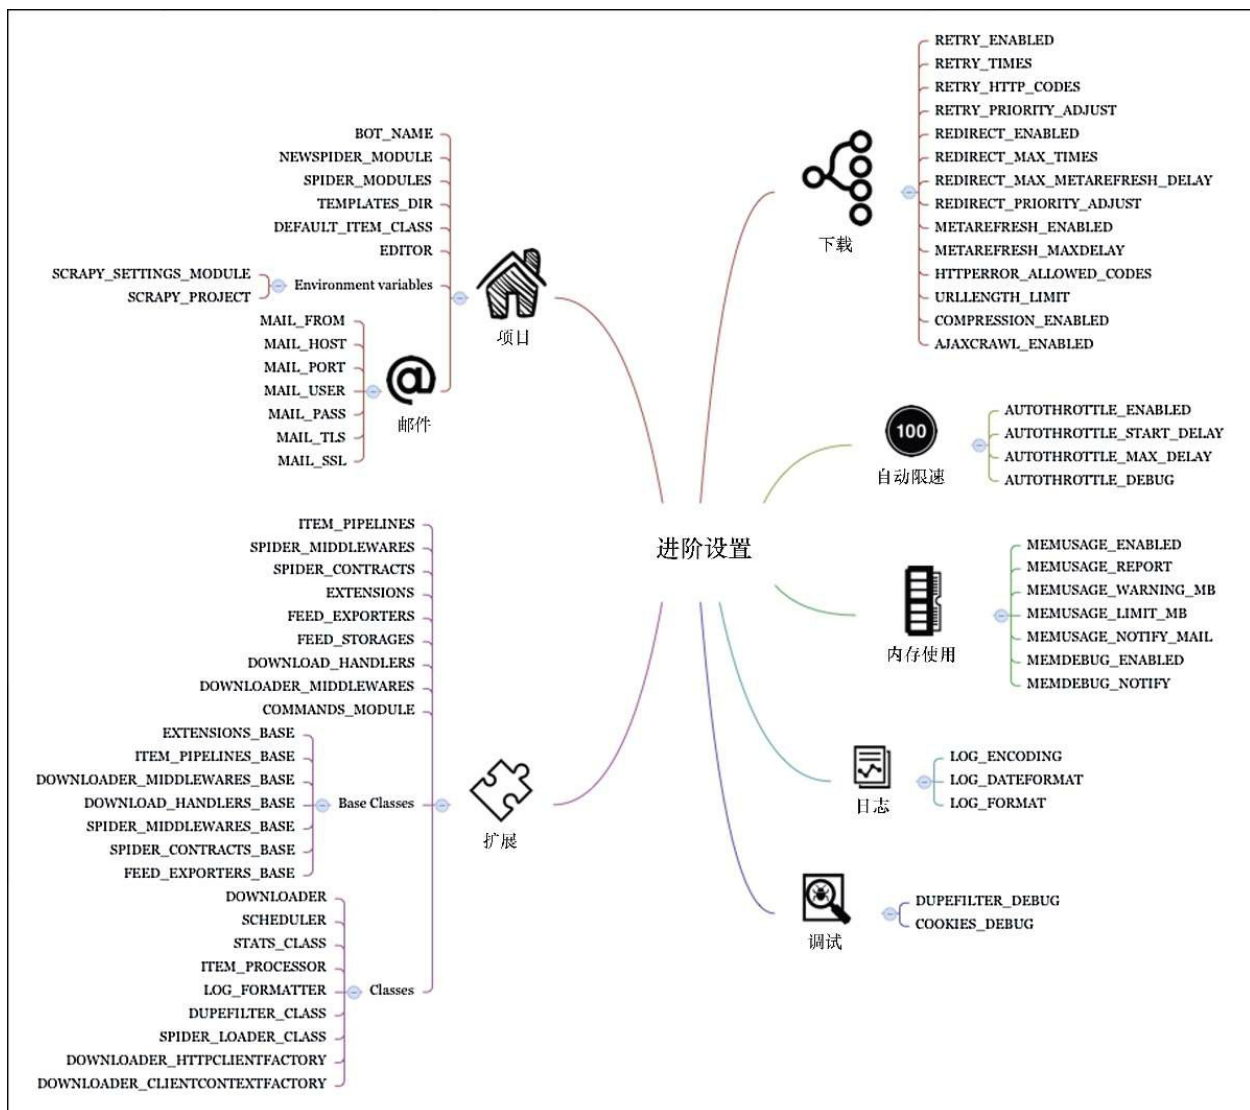 进阶设置
项目
BOT_NAME
NEWSPIDER_MODULE
SPIDER_MODULES
TEMPLATES_DIR
DEFAULT_ITEM_CLASS
EDITOR
Environment variables
SCRAPY_SETTINGS_MODULE
SCRAPY_PROJECT
邮件
MAIL_FROM
MAIL_HOST
MAIL_PORT
MAIL_USER
MAIL_PASS
MAIL_TLS
MAIL_SSL
扩展
ITEM_PIPELINES
SPIDER_MIDDLEWARES
SPIDER_CONTRACTS
EXTENSIONS
FEED_EXPORTERS
FEED_STORAGES
DOWNLOAD_HANDLERS
DOWNLOADER_MIDDLEWARES
COMMANDS_MODULE
Base Classes
EXTENSIONS_BASE
ITEM_PIPELINES_BASE
DOWNLOADER_MIDDLEWARES_BASE
DOWNLOAD_HANDLERS_BASE
SPIDER_MIDDLEWARES_BASE
SPIDER_CONTRACTS_BASE
FEED_EXPORTERS_BASE
Classes
DOWNLOADER
SCHEDULER
STATS_CLASS
ITEM_PROCESSOR
LOG_FORMATTER
DUPEFILTER_CLASS
SPIDER_LOADER_CLASS
DOWNLOADER_HTTPCLIENTFACTORY
DOWNLOADER_CLIENTCONTEXTFACTORY
下载
RETRY_ENABLED
RETRY_TIMES
RETRY_HTTP_CODES
RETRY_PRIORITY_ADJUST
REDIRECT_ENABLED
REDIRECT_MAX_TIMES
REDIRECT_MAX_METAREFRESH_DELAY
REDIRECT_PRIORITY_ADJUST
METAREFRESH_ENABLED
METAREFRESH_MAXDELAY
HTTPERROR_ALLOWED_CODES
URLLENGTH_LIMIT
COMPRESSION_ENABLED
AJAXCRAWL_ENABLED
100
自动限速
AUTOTHROTTLE_ENABLED
AUTOTHROTTLE_START_DELAY
AUTOTHROTTLE_MAX_DELAY
AUTOTHROTTLE_DEBUG
内存使用
MEMUSAGE_ENABLED
MEMUSAGE_REPORT
MEMUSAGE_WARNING_MB
MEMUSAGE_LIMIT_MB
MEMUSAGE_NOTIFY_MAIL
MEMDEBUG_ENABLED
MEMDEBUG_NOTIFY
日志
LOG_ENCODING
LOG_DATEFORMAT
LOG_FORMAT
调试
DUPEFILTER_DEBUG
COOKIES_DEBUG